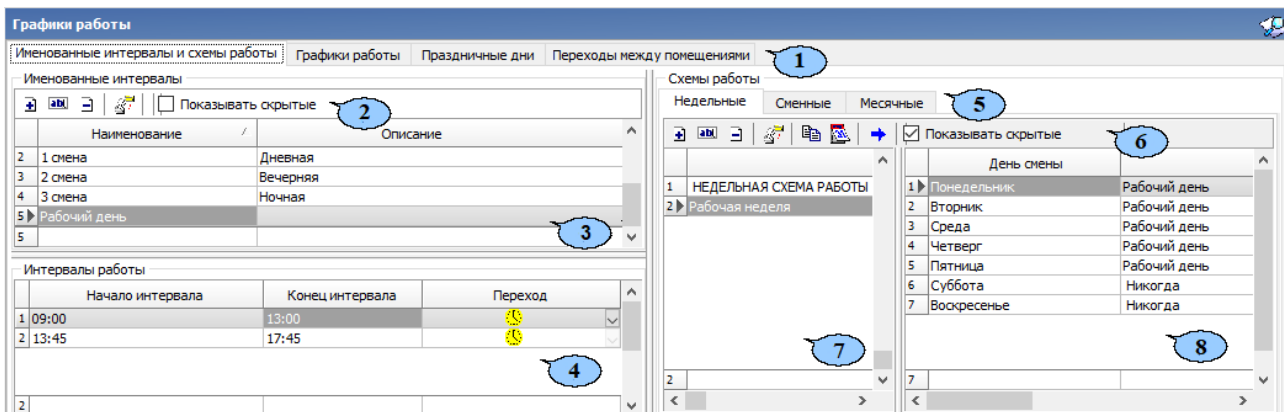 Графики работы
Именованные интервалы и схемы работы Графики работы Праздничные дни Переходы между помещениями 1
Именованные интервалы
abl Показывать скрытые 2
Наименование / Описание
2 1 смена Дневная
3 2 смена Вечерняя
4 3 смена Ночная
5 Рабочий день
5
3
Интервалы работы
Начало интервала Конец интервала Переход
1 09:00 13:00
2 13:45 17:45
4
2
Схемы работы
Недельные Сменные Месячные 5
abl Показывать скрытые 6
1 НЕДЕЛЬНАЯ СХЕМА РАБОТЫ
2 Рабочая неделя
7
2
День смены
1 Понедельник Рабочий день
2 Вторник Рабочий день
3 Среда Рабочий день
4 Четверг Рабочий день
5 Пятница Рабочий день
6 Суббота Никогда
7 Воскресенье Никогда
8
7